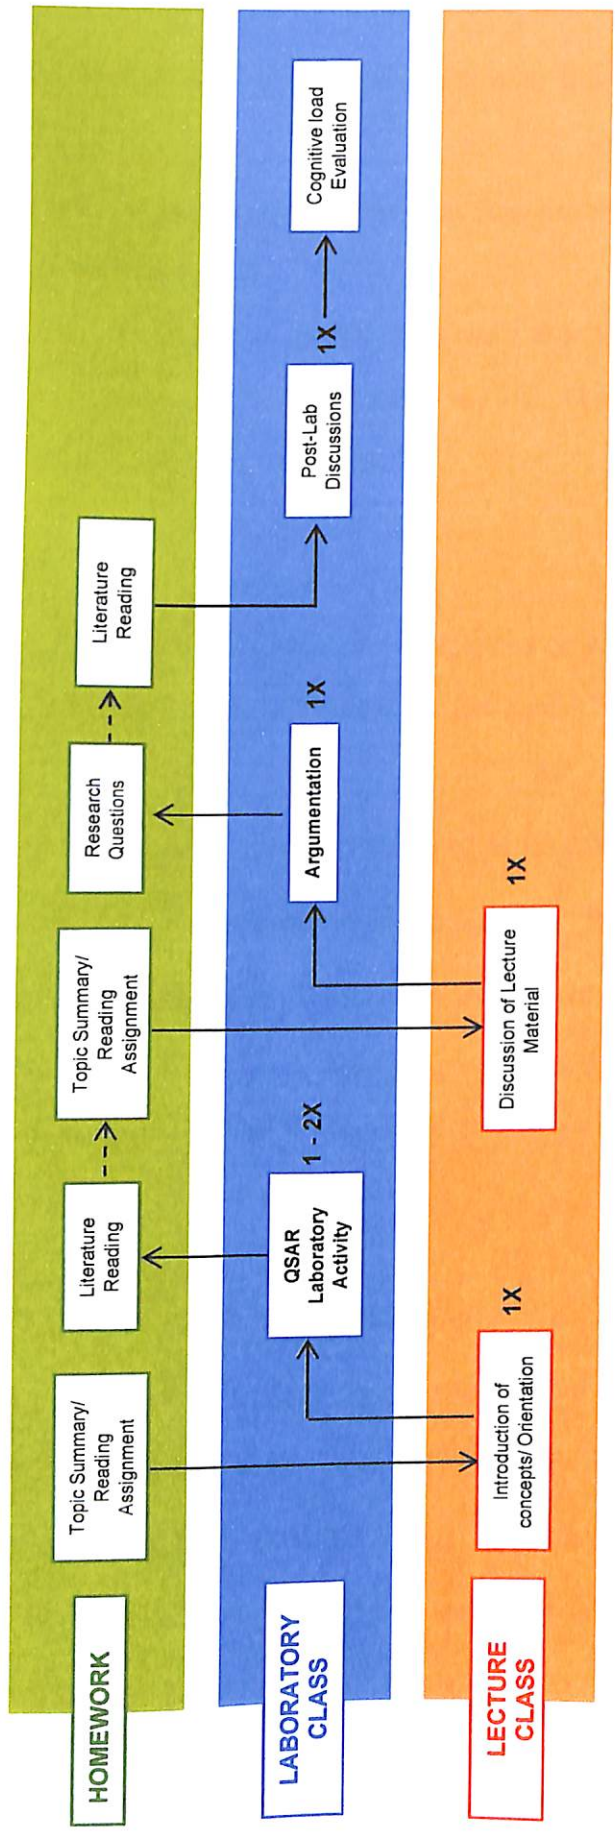 HOMEWORK
Topic Summary/
Reading
Assignment
Literature
Reading
Topic Summary/
Reading
Assignment
Research
Questions
Literature
Reading
LABORATORY
CLASS
QSAR
Laboratory
Activity
1 - 2X
Argumentation
1X
Post-Lab
Discussions
1X
Cognitive load
Evaluation
LECTURE
CLASS
Introduction of
concepts/ Orientation
1X
Discussion of Lecture
Material
1X